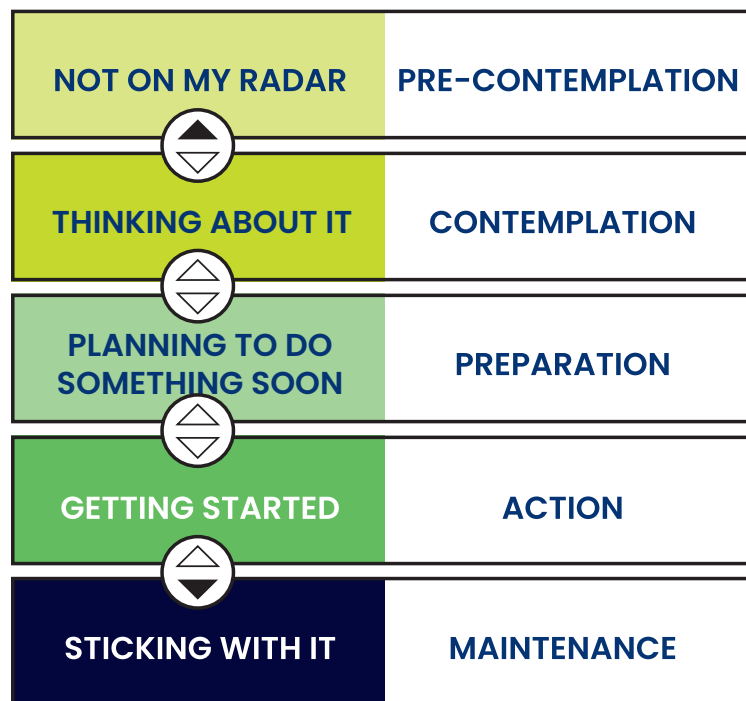 NOT ON MY RADAR PRE-CONTEMPLATION
THINKING ABOUT IT CONTEMPLATION
PLANNING TO DO
SOMETHING SOON PREPARATION
GETTING STARTED ACTION
STICKING WITH IT MAINTENANCE